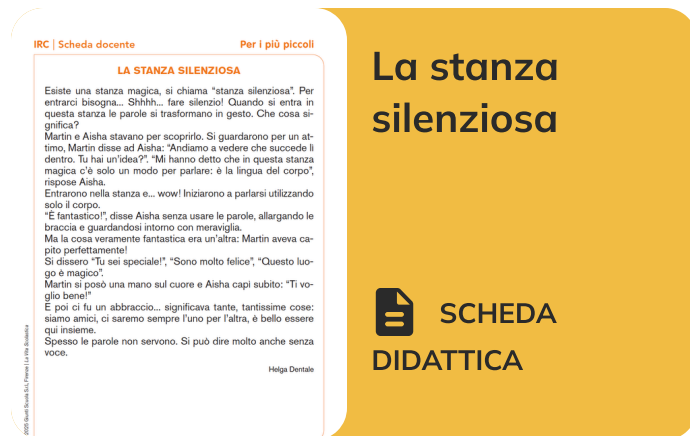 IRC | Scheda docente
Per i più piccoli
LA STANZA SILENZIOSA
Esiste una stanza magica, si chiama “stanza silenziosa”. Per
entrarci bisogna... Shhhh... fare silenzio! Quando si entra in
questa stanza le parole si trasformano in gesto. Che cosa si-
gnifica?
Martin e Aisha stavano per scoprirlo. Si guardarono per un at-
timo, Martin disse ad Aisha: “Andiamo a vedere che succede lì
dentro. Tu hai un’idea?”. “Mi hanno detto che in questa stanza
magica c’è solo un modo per parlare: è la lingua del corpo”,
rispose Aisha.
Entrarono nella stanza e... wow! Iniziarono a parlarsi utilizzando
solo il corpo.
“È fantastico!”, disse Aisha senza usare le parole, allargando le
braccia e guardandosi intorno con meraviglia.
Ma la cosa veramente fantastica era un’altra: Martin aveva ca-
pito perfettamente!
Si dissero “Tu sei speciale!”, “Sono molto felice”, “Questo luo-
go è magico”.
Martin si posò una mano sul cuore e Aisha capì subito: “Ti vo-
glio bene!”
E poi ci fu un abbraccio... significava tante, tantissime cose:
siamo amici, ci saremo sempre l’uno per l’altra, è bello essere
qui insieme.
Spesso le parole non servono. Si può dire molto anche senza
voce.
Helga Dentale
2025 Giunti Scuola S.r.l., Firenze | La Vita Scolastica
La stanza
silenziosa
SCHEDA
DIDATTICA